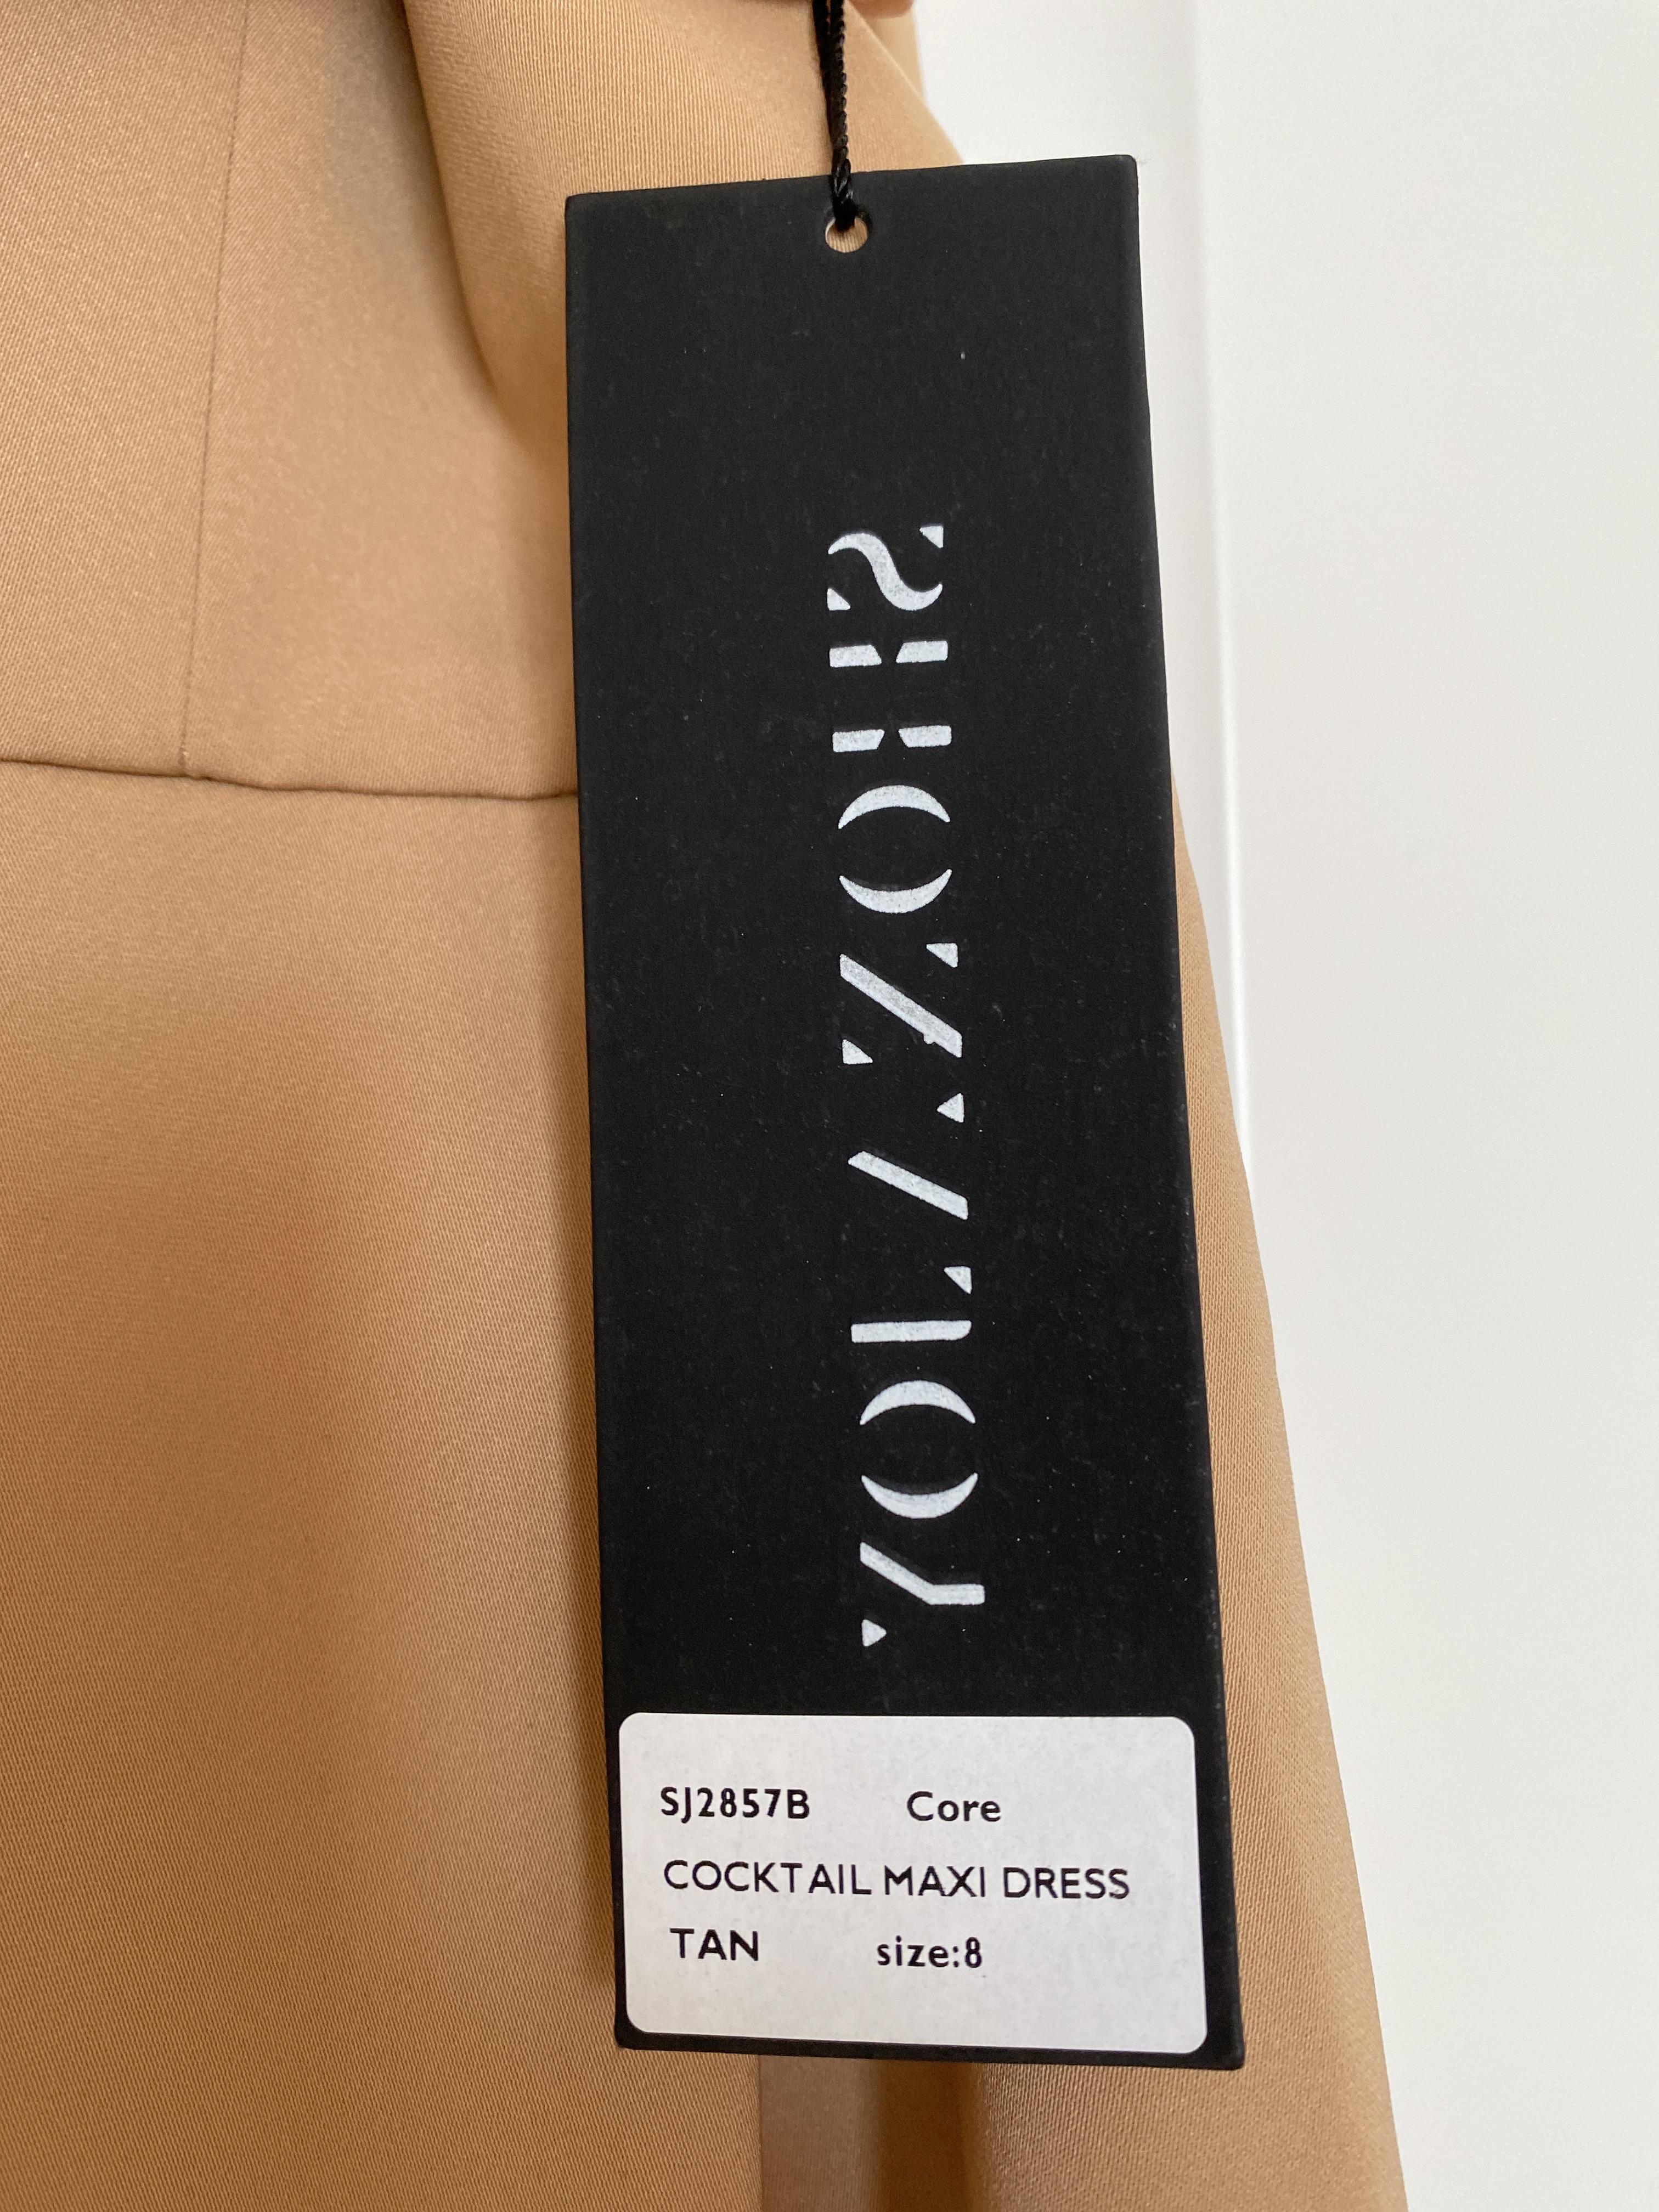 SHONA JOY
SJ2857B Core
COCKTAIL MAXI DRESS
TAN size:8